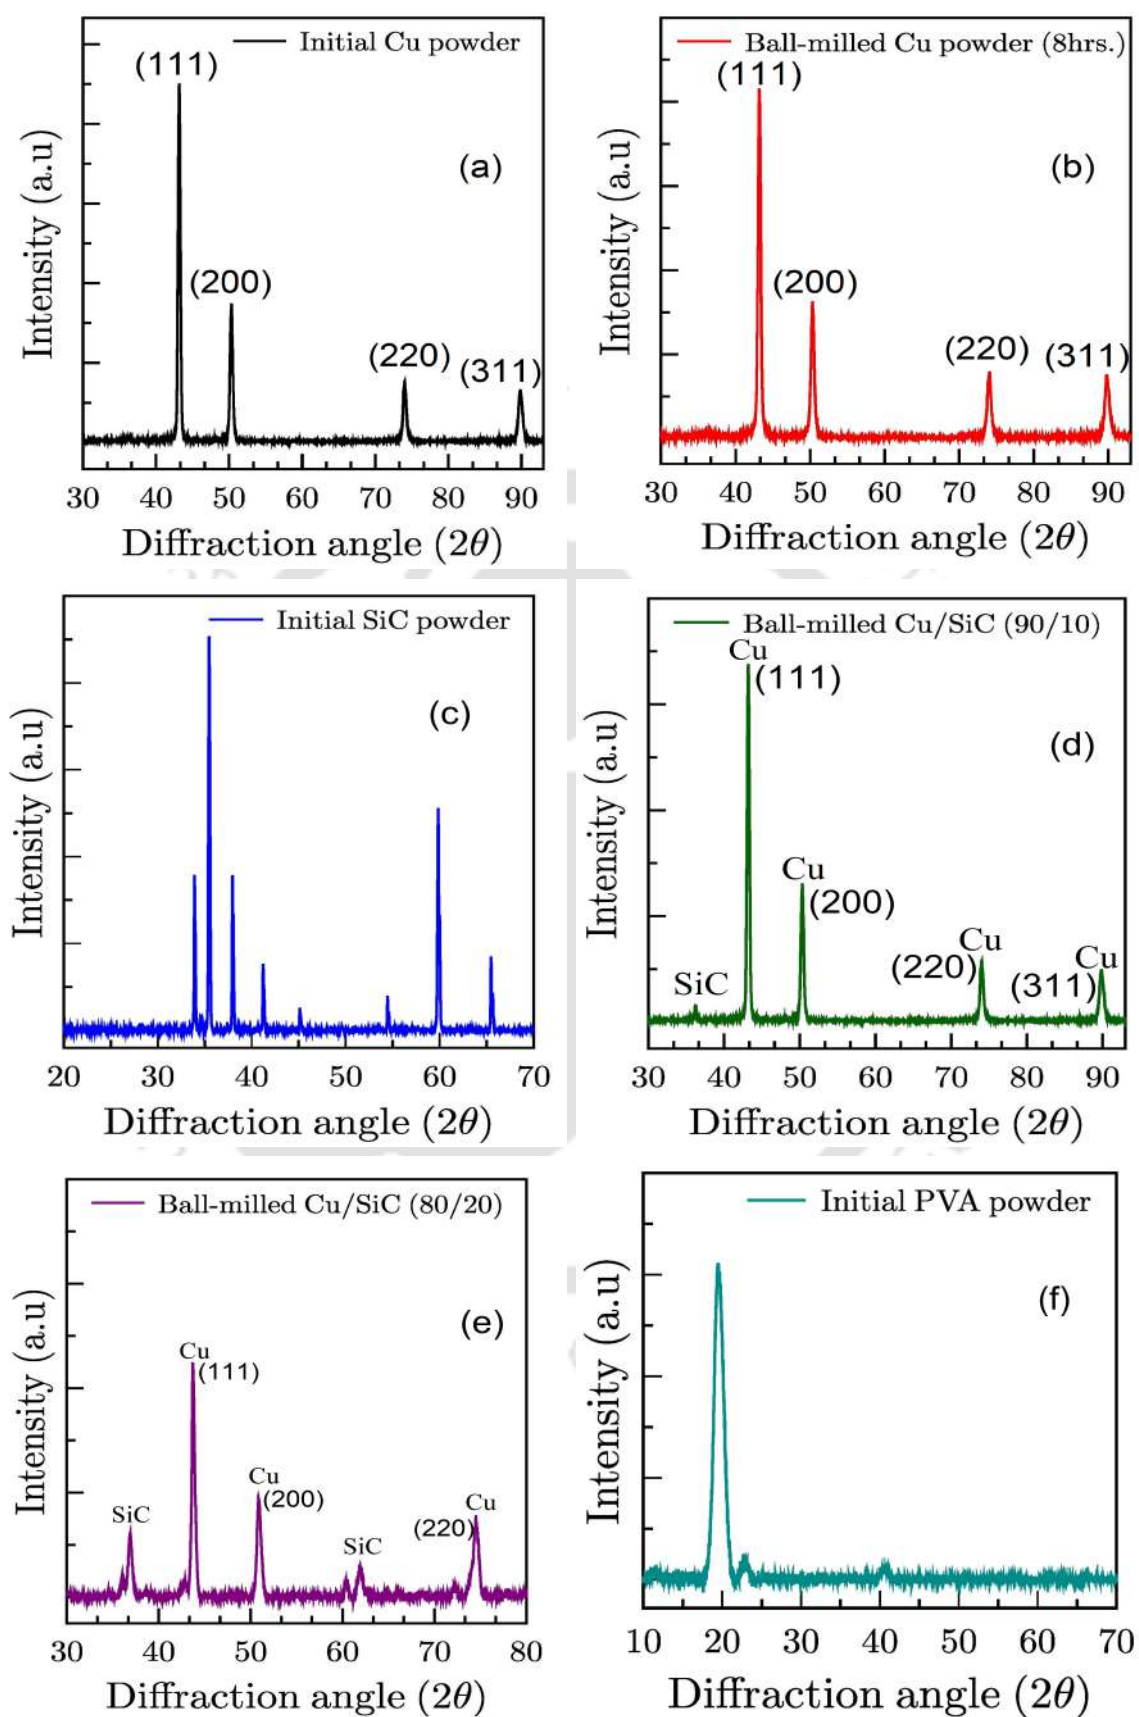 Initial Cu powder
(111)
(a)
(200)
(220)
(311)
Intensity (a.u)
30 40 50 60 70 80 90
Diffraction angle (2θ)
Ball-milled Cu powder (8hrs.)
(111)
(b)
(200)
(220)
(311)
Intensity (a.u)
30 40 50 60 70 80 90
Diffraction angle (2θ)
Initial SiC powder
(c)
Intensity (a.u)
20 30 40 50 60 70
Diffraction angle (2θ)
Ball-milled Cu/SiC (90/10)
Cu
(111)
(d)
Cu
(200)
Cu
(220)
Cu
(311)
SiC
Intensity (a.u)
30 40 50 60 70 80 90
Diffraction angle (2θ)
Ball-milled Cu/SiC (80/20)
(e)
Cu
(111)
Cu
(200)
SiC
SiC
Cu
(220)
Intensity (a.u)
30 40 50 60 70 80
Diffraction angle (2θ)
Initial PVA powder
(f)
Intensity (a.u)
10 20 30 40 50 60 70
Diffraction angle (2θ)